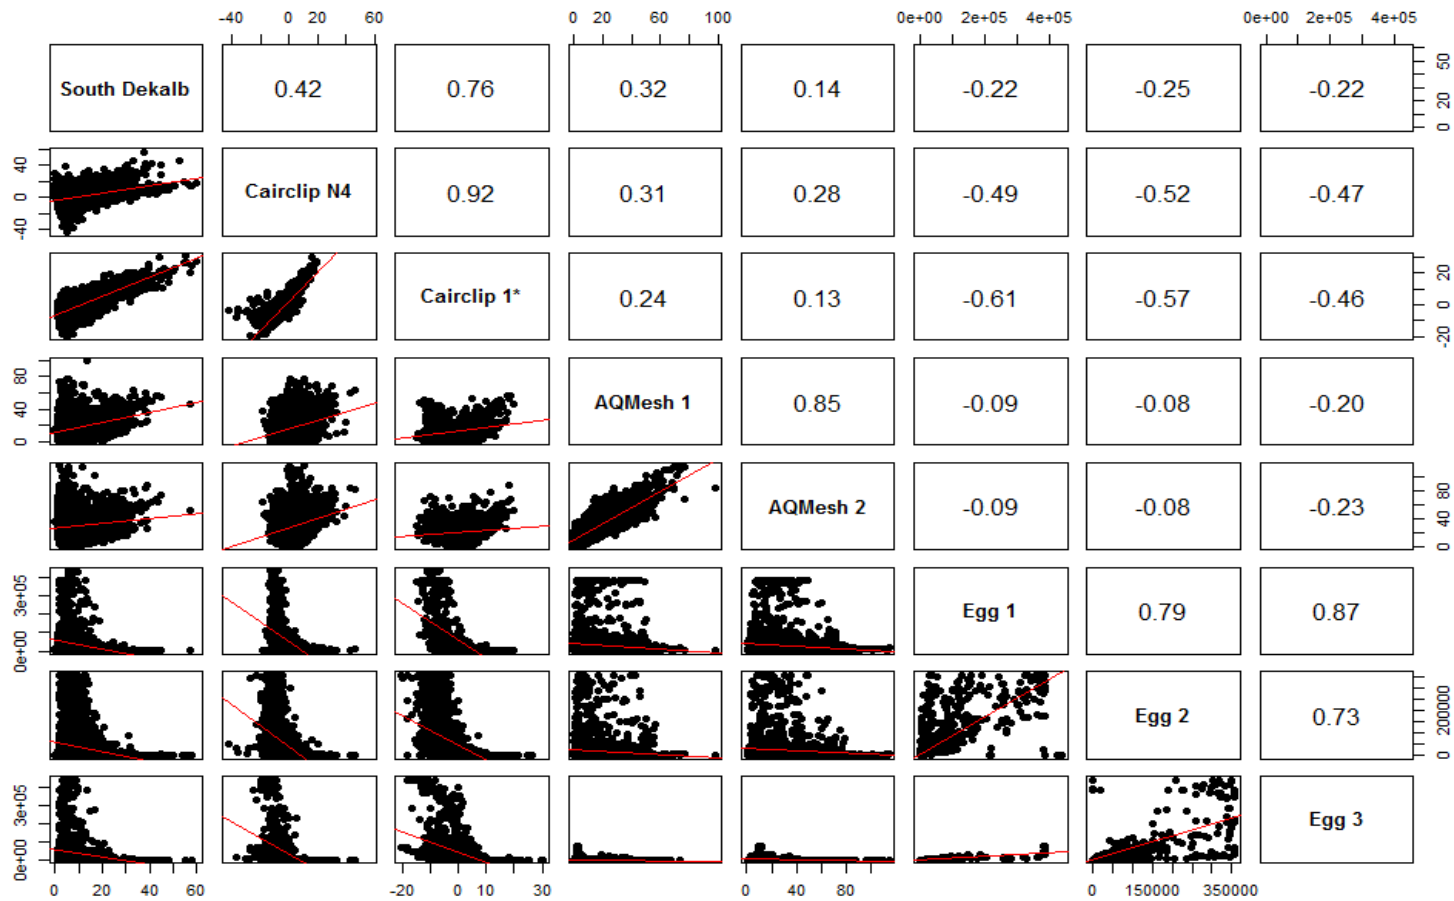 -40 0 20 60 0 20 60 100 0e+00 2e+05 4e+05 0e+00 2e+05 4e+05
South Dekalb 0.42 0.76 0.32 0.14 -0.22 -0.25 -0.22 0 20 60
-40 0 40 Cairclip N4 0.92 0.31 0.28 -0.49 -0.52 -0.47
Cairclip 1* 0.24 0.13 -0.61 -0.57 -0.46 -20 0 20
0 40 80 AQMesh 1 0.85 -0.09 -0.08 -0.20
AQMesh 2 -0.09 -0.08 -0.23 0 40 80
0e+00 3e+05 Egg 1 0.79 0.87
Egg 2 0.73 0 200000
0e+00 3e+05 Egg 3
0 20 40 60 -20 0 10 30 0 40 80 0 150000 350000